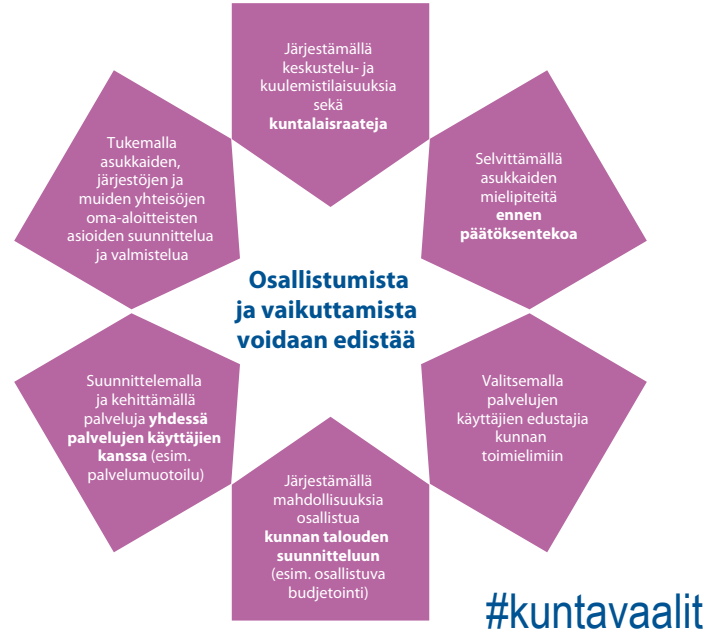 Järjestämällä
keskustelu- ja
kuulemistilaisuuksia
sekä
kuntalaisraateja
Selvittämällä
asukkaiden
mielipiteitä
ennen
päätöksentekoa
Valitsemalla
palvelujen
käyttäjien edustajia
kunnan
toimielimiin
Järjestämällä
mahdollisuuksia
osallistua
kunnan talouden
suunnitteluun
(esim. osallistuva
budjetointi)
Suunnittelemalla
ja kehittämällä
palveluja yhdessä
palvelujen käyttäjien
kanssa (esim.
palvelumuotoilu)
Tukemalla
asukkaiden,
järjestöjen ja
muiden yhteisöjen
oma-aloitteisten
asioiden suunnittelua
ja valmistelua
Osallistumista
ja vaikuttamista
voidaan edistää
#kuntavaalit